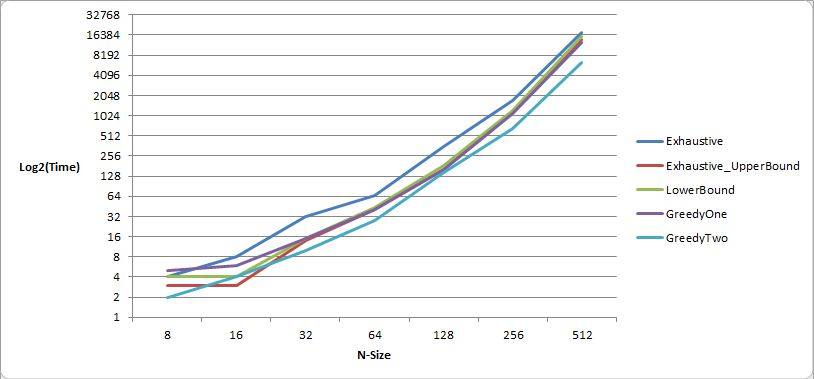 32768
16384
8192
4096
2048
1024
512
256
128
64
32
16
8
4
2
1
Log2(Time)
8 16 32 64 128 256 512
N-Size
Exhaustive
Exhaustive_UpperBound
LowerBound
GreedyOne
GreedyTwo